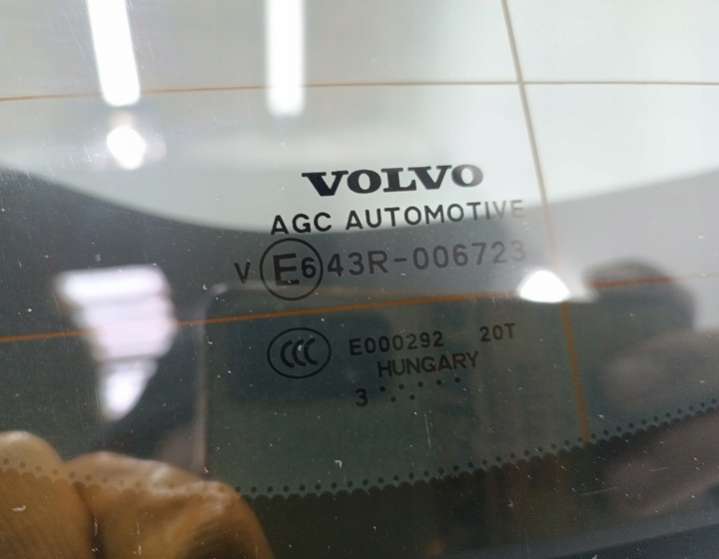 VOLVO
AGC AUTOMOTIVE
V E6 43R-006723
CCC E000292 20T
HUNGARY
3